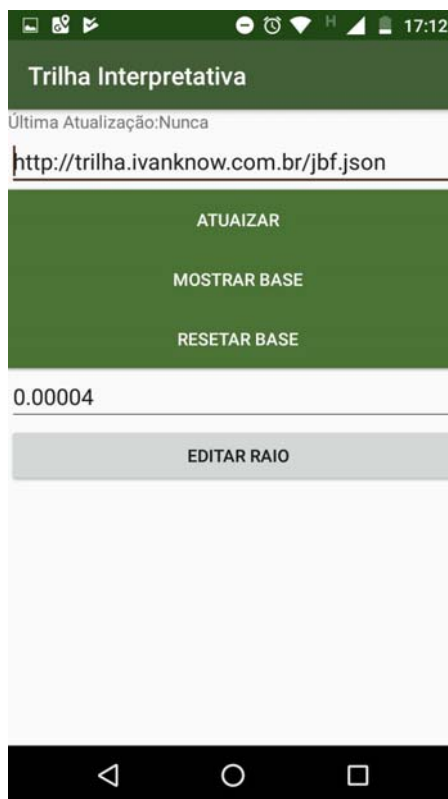 H 17:12
Trilha Interpretativa
Última Atualização:Nunca
http://trilha.ivanknow.com.br/jbf.json
ATUAIZAR
MOSTRAR BASE
RESETAR BASE
0.00004
EDITAR RAIO